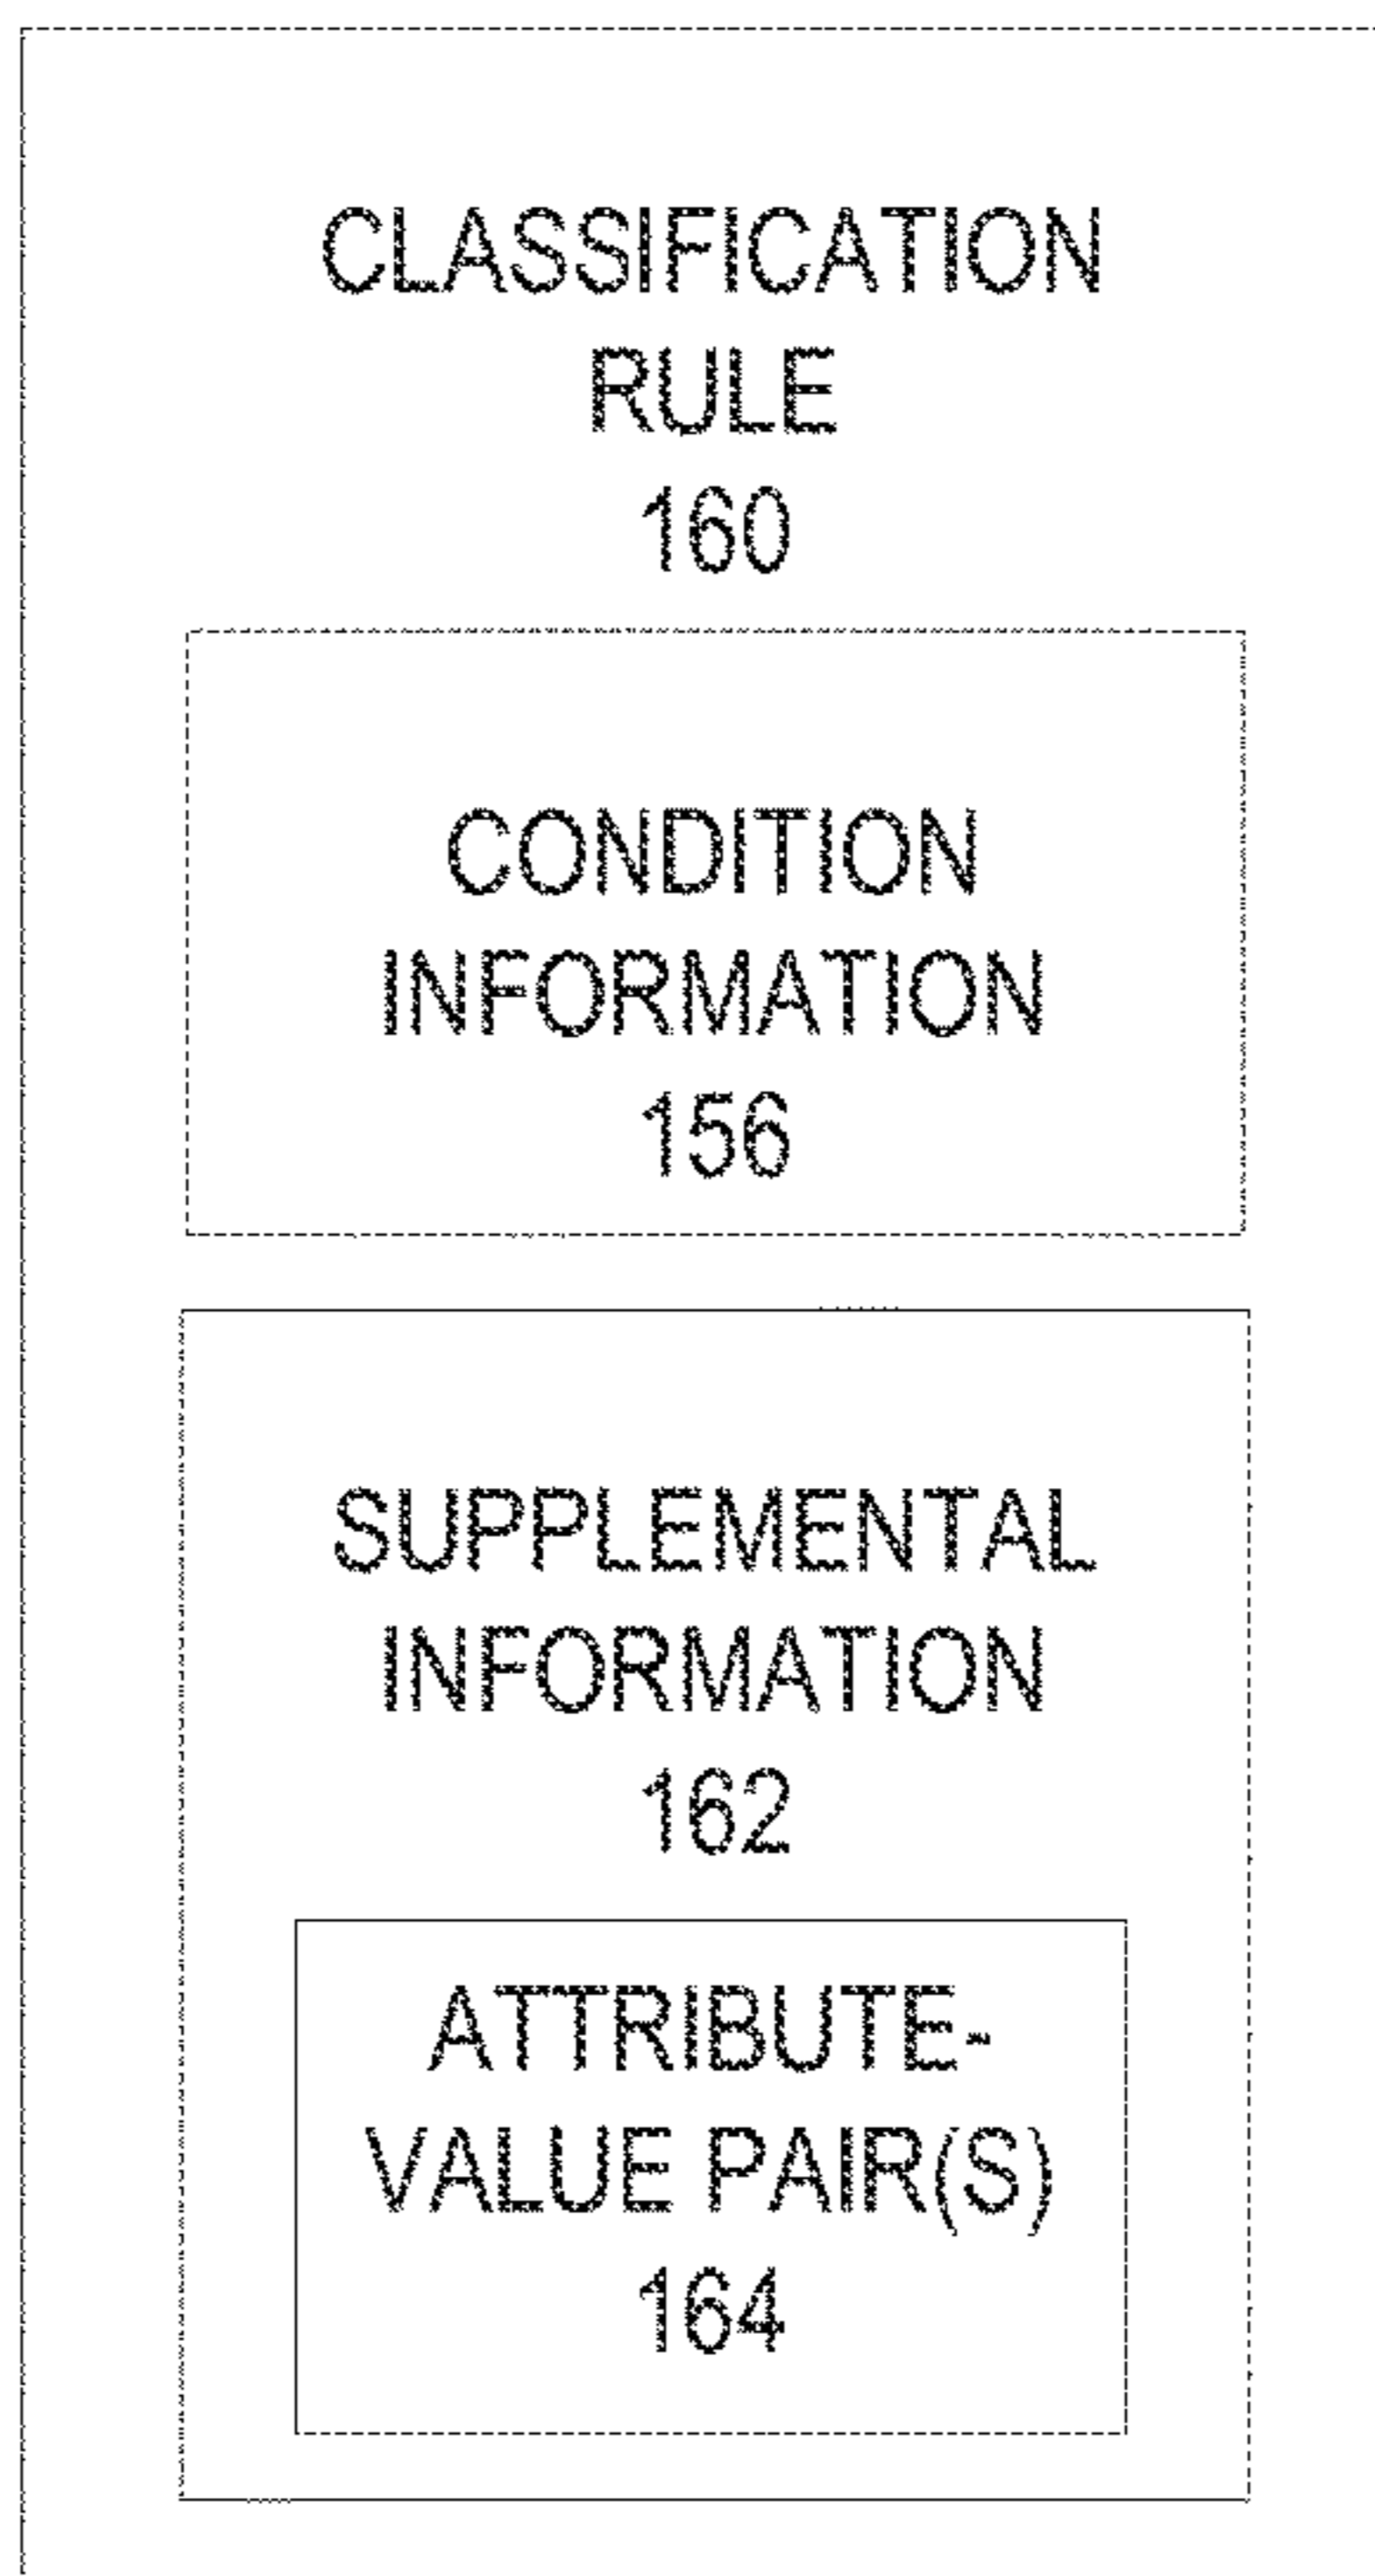 CLASSIFICATION
RULE
160
CONDITION
INFORMATION
156
SUPPLEMENTAL
INFORMATION
162
ATTRIBUTE-
VALUE PAIR(S)
164